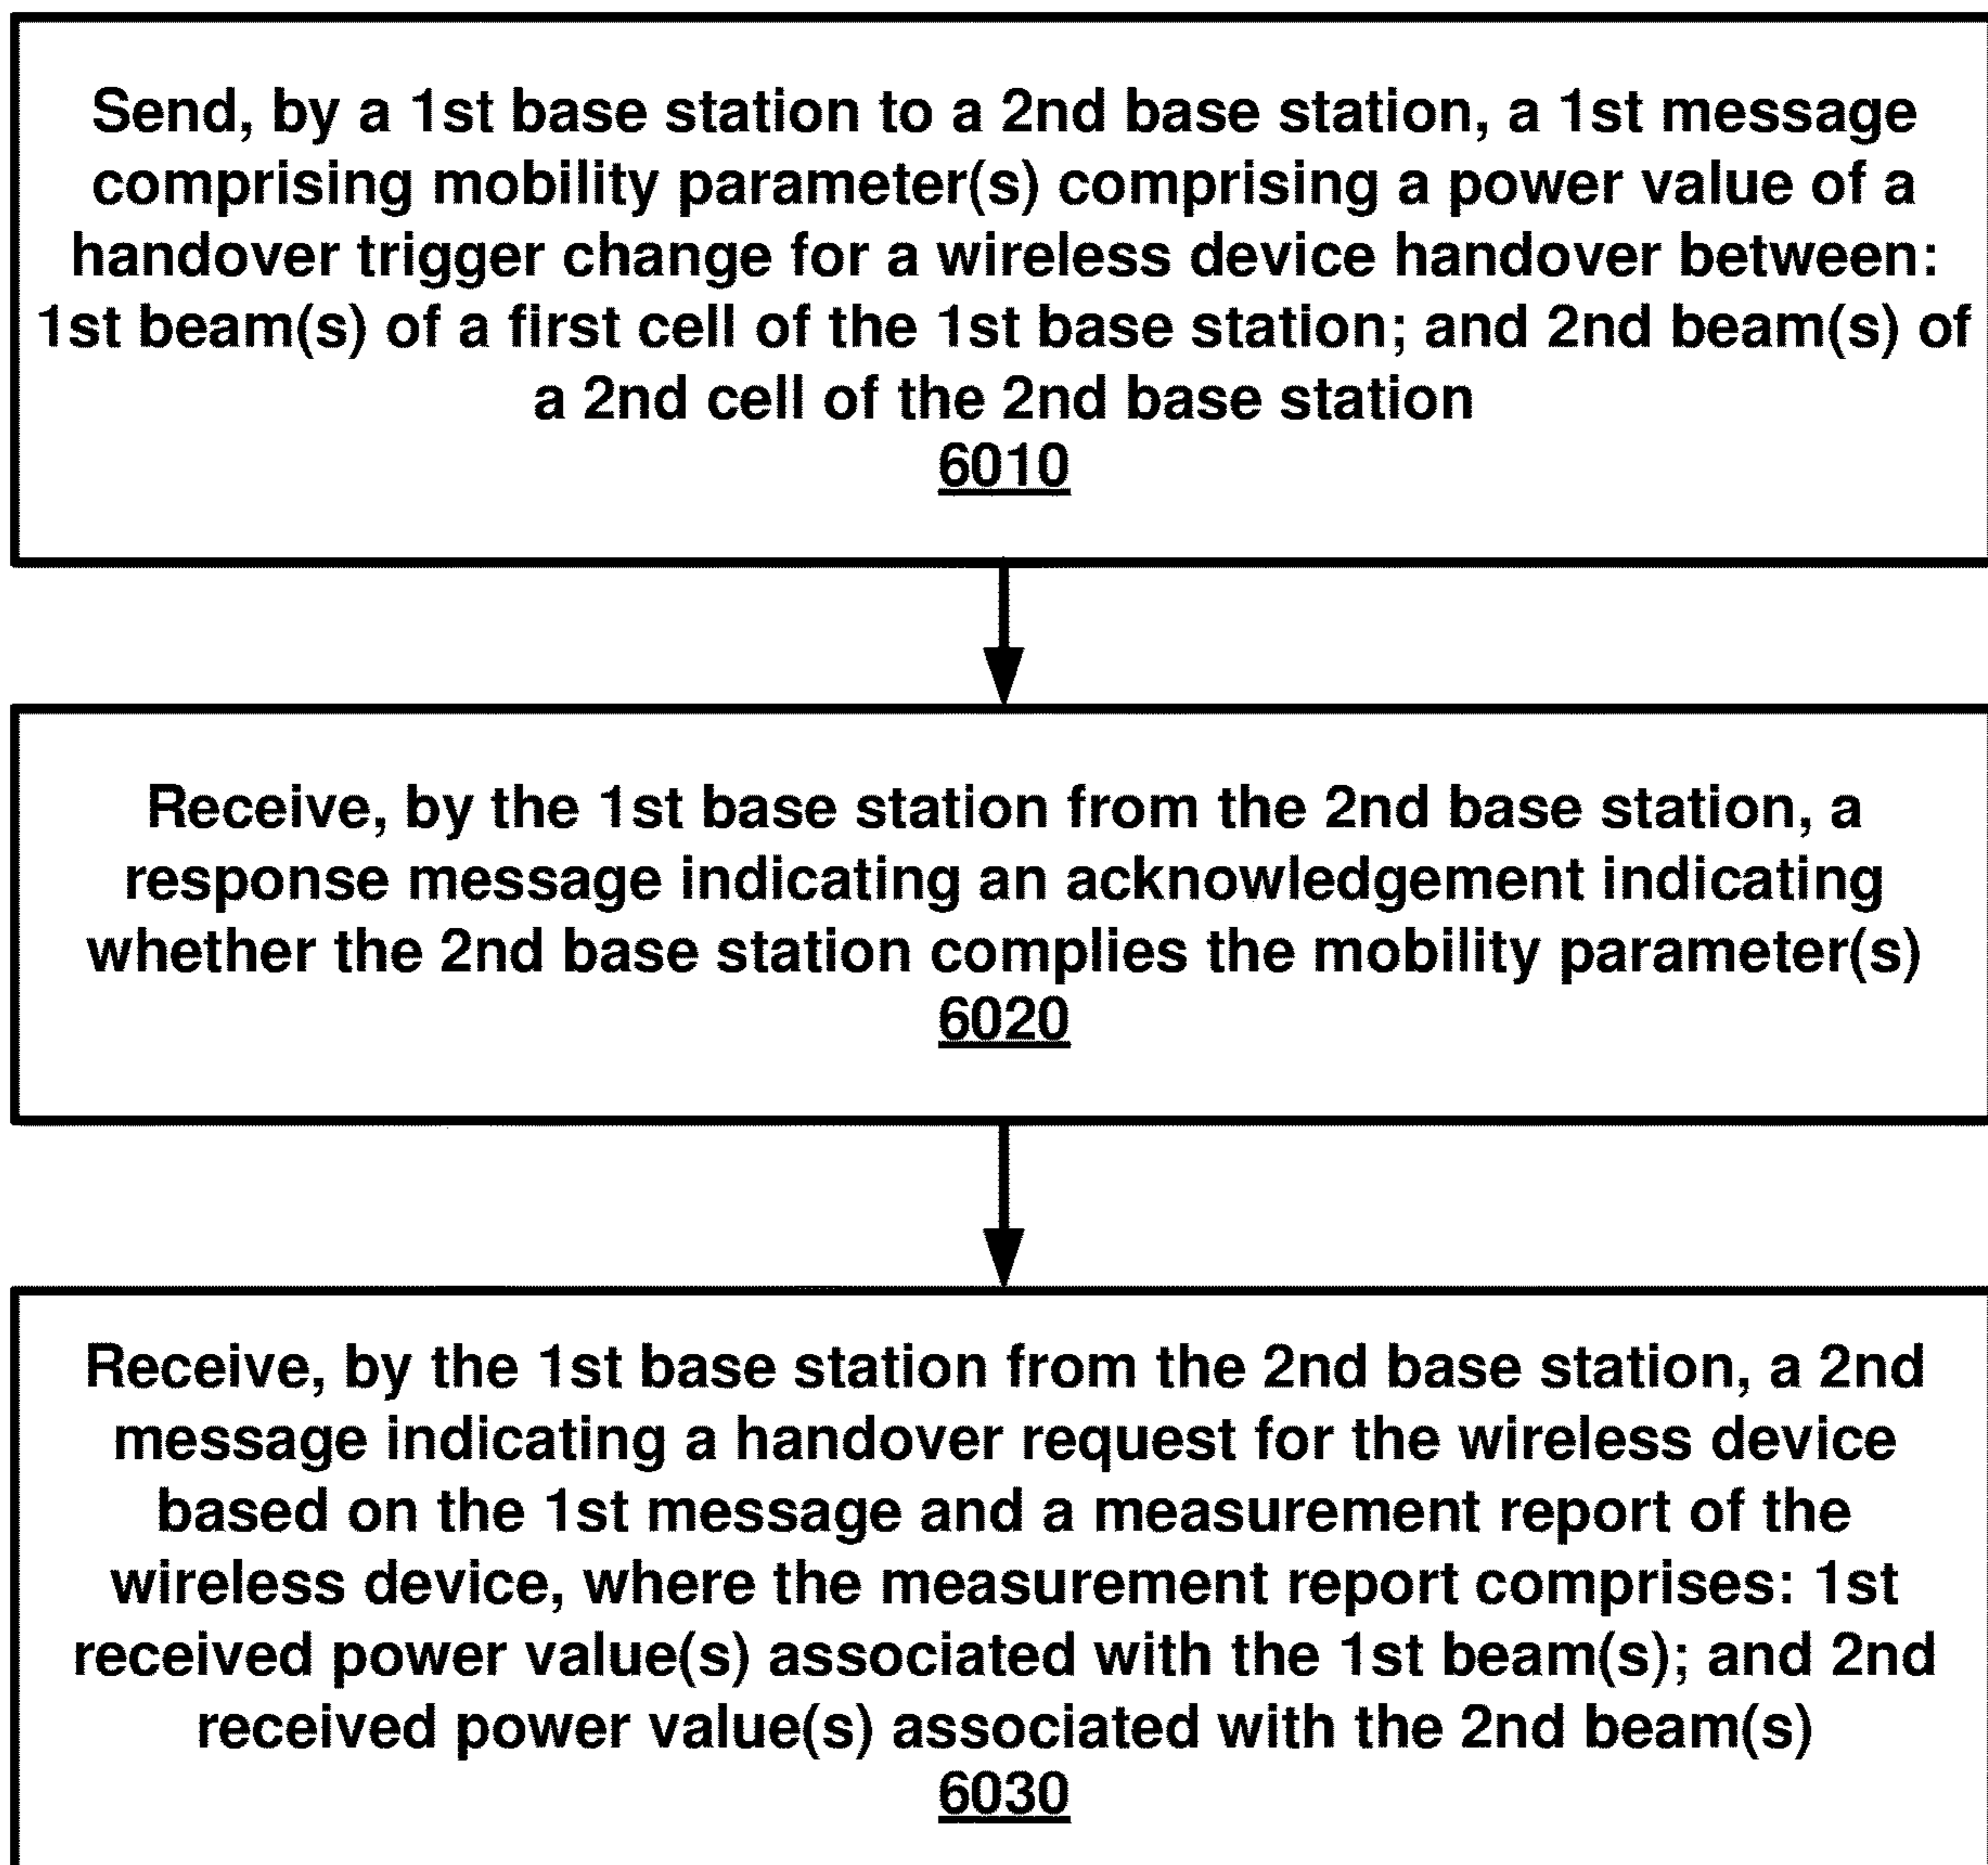 Send, by a 1st base station to a 2nd base station, a 1st message
comprising mobility parameter(s) comprising a power value of a
handover trigger change for a wireless device handover between:
1st beam(s) of a first cell of the 1st base station; and 2nd beam(s) of
a 2nd cell of the 2nd base station
6010
Receive, by the 1st base station from the 2nd base station, a
response message indicating an acknowledgement indicating
whether the 2nd base station complies the mobility parameter(s)
6020
Receive, by the 1st base station from the 2nd base station, a 2nd
message indicating a handover request for the wireless device
based on the 1st message and a measurement report of the
wireless device, where the measurement report comprises: 1st
received power value(s) associated with the 1st beam(s); and 2nd
received power value(s) associated with the 2nd beam(s)
6030